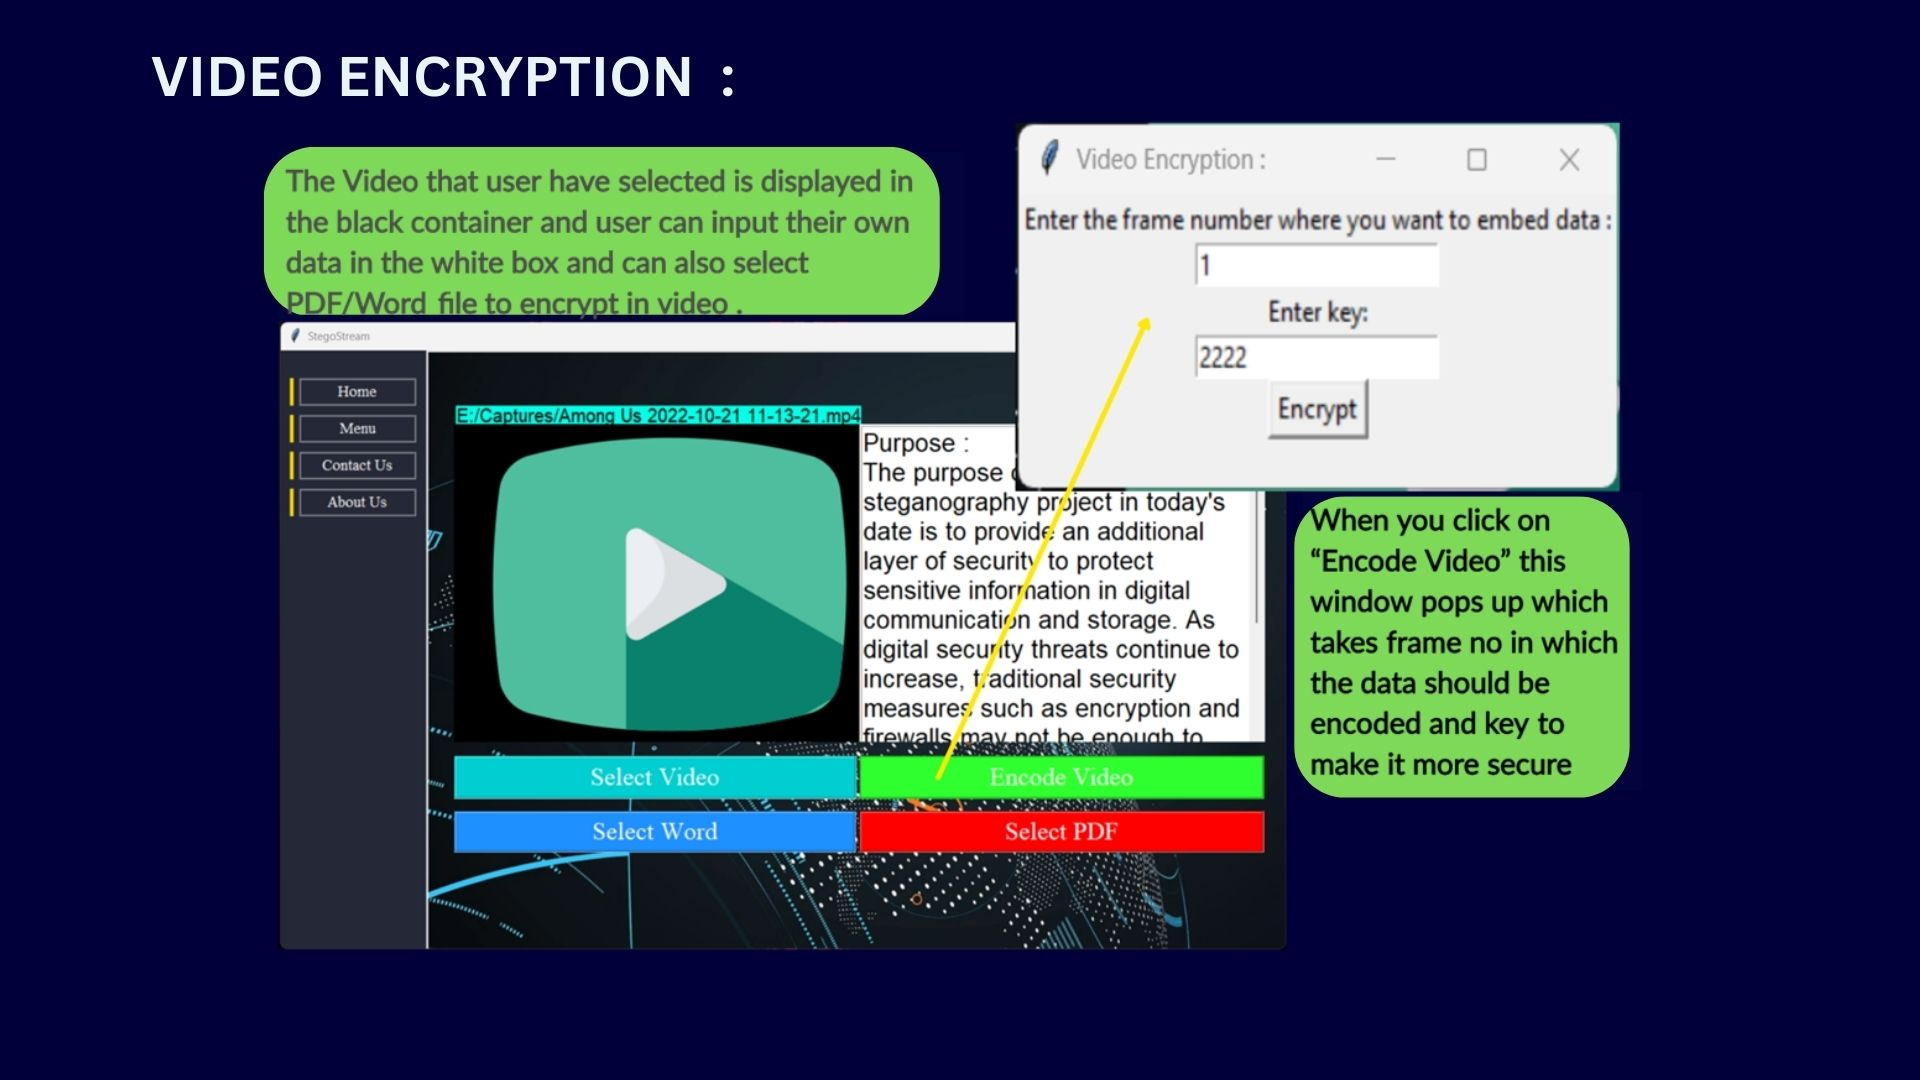 VIDEO ENCRYPTION :
The Video that user have selected is displayed in
the black container and user can input their own
data in the white box and can also select
PDF/Word file to encrypt in video .
Video Encryption :
Enter the frame number where you want to embed data :
1
Enter key:
2222
Encrypt
StegoStream
Home
Menu
Contact Us
About Us
E:/Captures/Among Us 2022-10-21 11-13-21.mp4
Purpose :
The purpose
steganography project in today's
date is to provide an additional
layer of security to protect
sensitive information in digital
communication and storage. As
digital security threats continue to
increase, traditional security
measures such as encryption and
firewalls may not be enough to
Select Video
Encode Video
Select Word
Select PDF
When you click on
“Encode Video” this
window pops up which
takes frame no in which
the data should be
encoded and key to
make it more secure